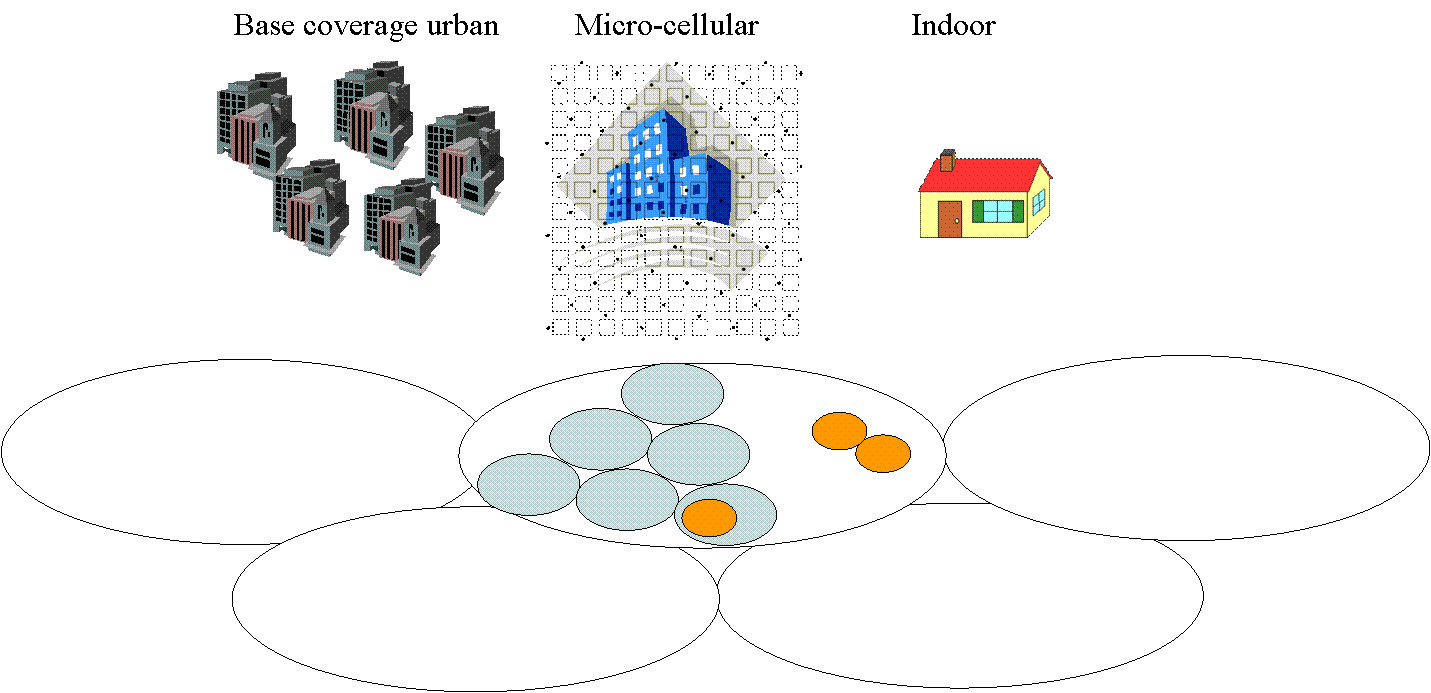 Base coverage urban
Micro-cellular
Indoor